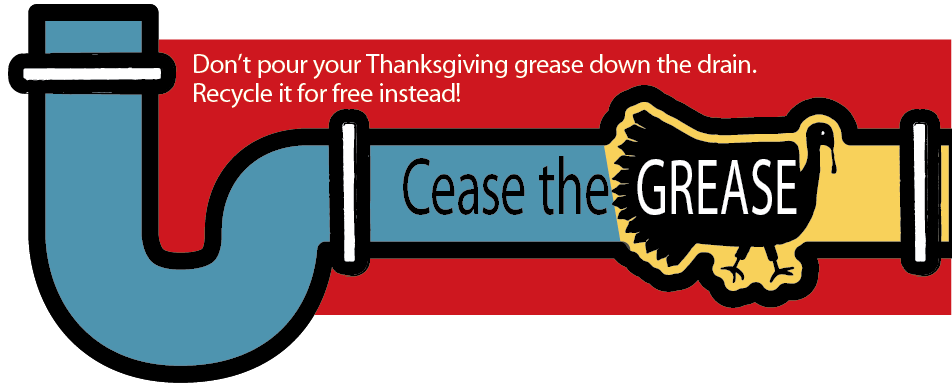 Don’t pour your Thanksgiving grease down the drain.
Recycle it for free instead!
Cease the GREASE